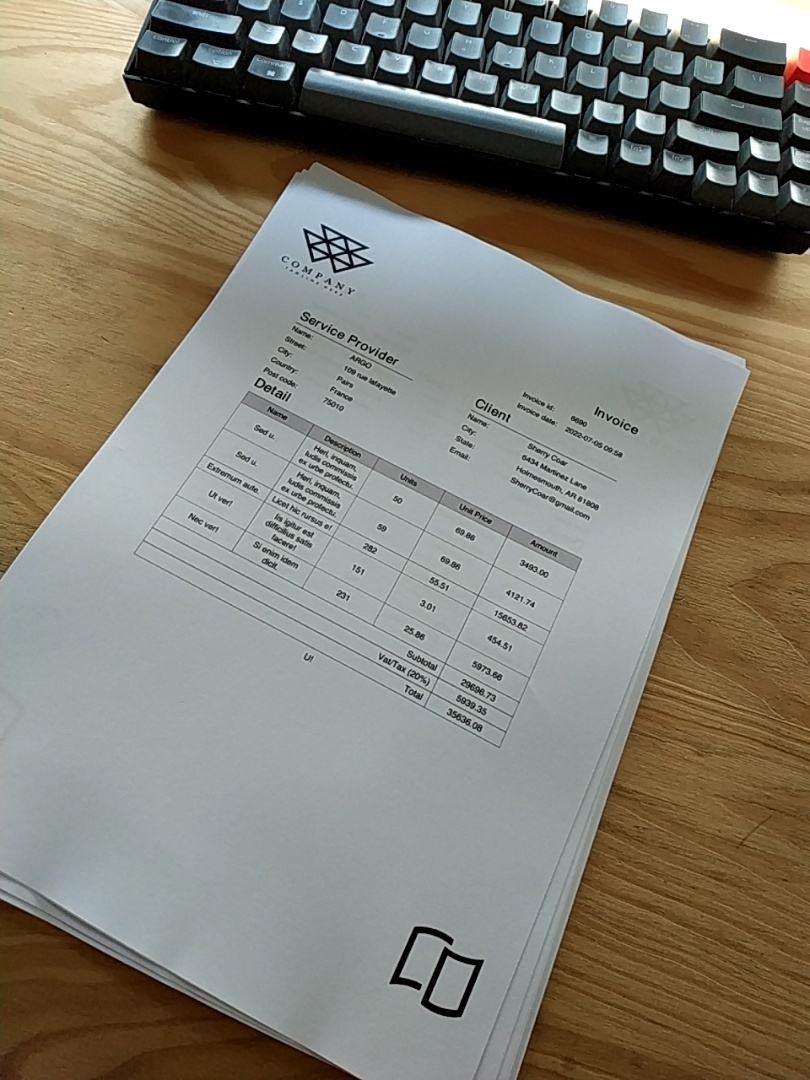 COMPANY
Invoice
Invoice id: 6690
Invoice date: 2022-07-05 09:58
Service Provider
Name: ARGO
Street: 109 rue lafayette
City: Pairs
Country: France
Post code: 75010
Client
Name: Sherry Coar
City: 6434 Martinez Lane
State: Holmesmouth, AR 81808
Email: SherryCoar@gmail.com
Detail
Name Description Units Unit Price Amount
Sed u. Heri, inquam, ludis commissis ex urbe profectu. 50 69.86 3493.00
Sed u. Heri, inquam, ludis commissis ex urbe profectu. 59 69.86 4121.74
Extremum aute. Licet hic rursus e! 282 55.51 15653.82
Ut ver! Iis igitur est difficilius satis facere! 151 3.01 454.51
Nec ver! Si enim idem dicit. 231 25.86 5973.66
Subtotal 29696.73
Vat/Tax (20%) 5939.35
Total 35636.08
U!